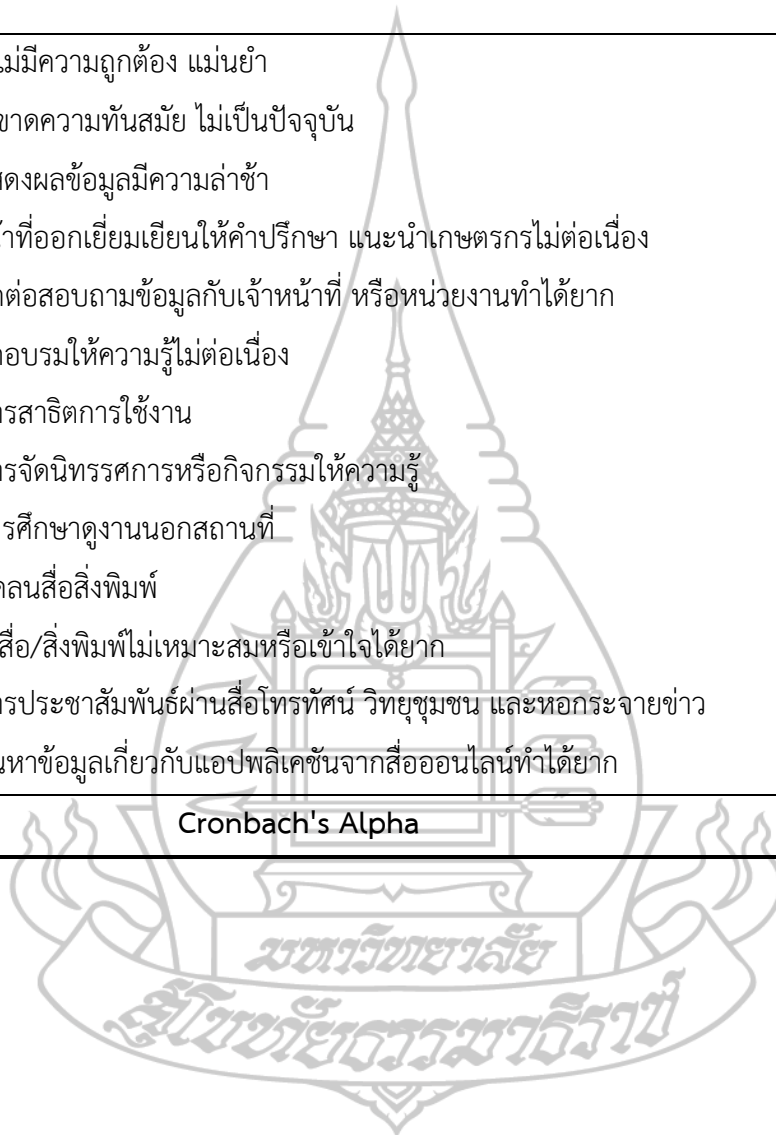 ไม่มีความถูกต้อง แม่นยำ
ขาดความทันสมัย ไม่เป็นปัจจุบัน
สดงผลข้อมูลมีความล่าช้า
น้าที่ออกเยี่ยมเยียนให้คำปรึกษา แนะนำเกษตรกรไม่ต่อเนื่อง
ดต่อสอบถามข้อมูลกับเจ้าหน้าที่ หรือหน่วยงานทำได้ยาก
กอบรมให้ความรู้ไม่ต่อเนื่อง
ารสาธิตการใช้งาน
ารจัดนิทรรศการหรือกิจกรรมให้ความรู้
ารศึกษาดูงานนอกสถานที่
คลนสื่อสิ่งพิมพ์
สื่อ/สิ่งพิมพ์ไม่เหมาะสมหรือเข้าใจได้ยาก
ารประชาสัมพันธ์ผ่านสื่อโทรทัศน์ วิทยุชุมชน และหอกระจายข่าว
นหาข้อมูลเกี่ยวกับแอปพลิเคชันจากสื่อออนไลน์ทำได้ยาก
Cronbach's Alpha
มหาวิทยาลัย
สุโขทัยธรรมาธิราช